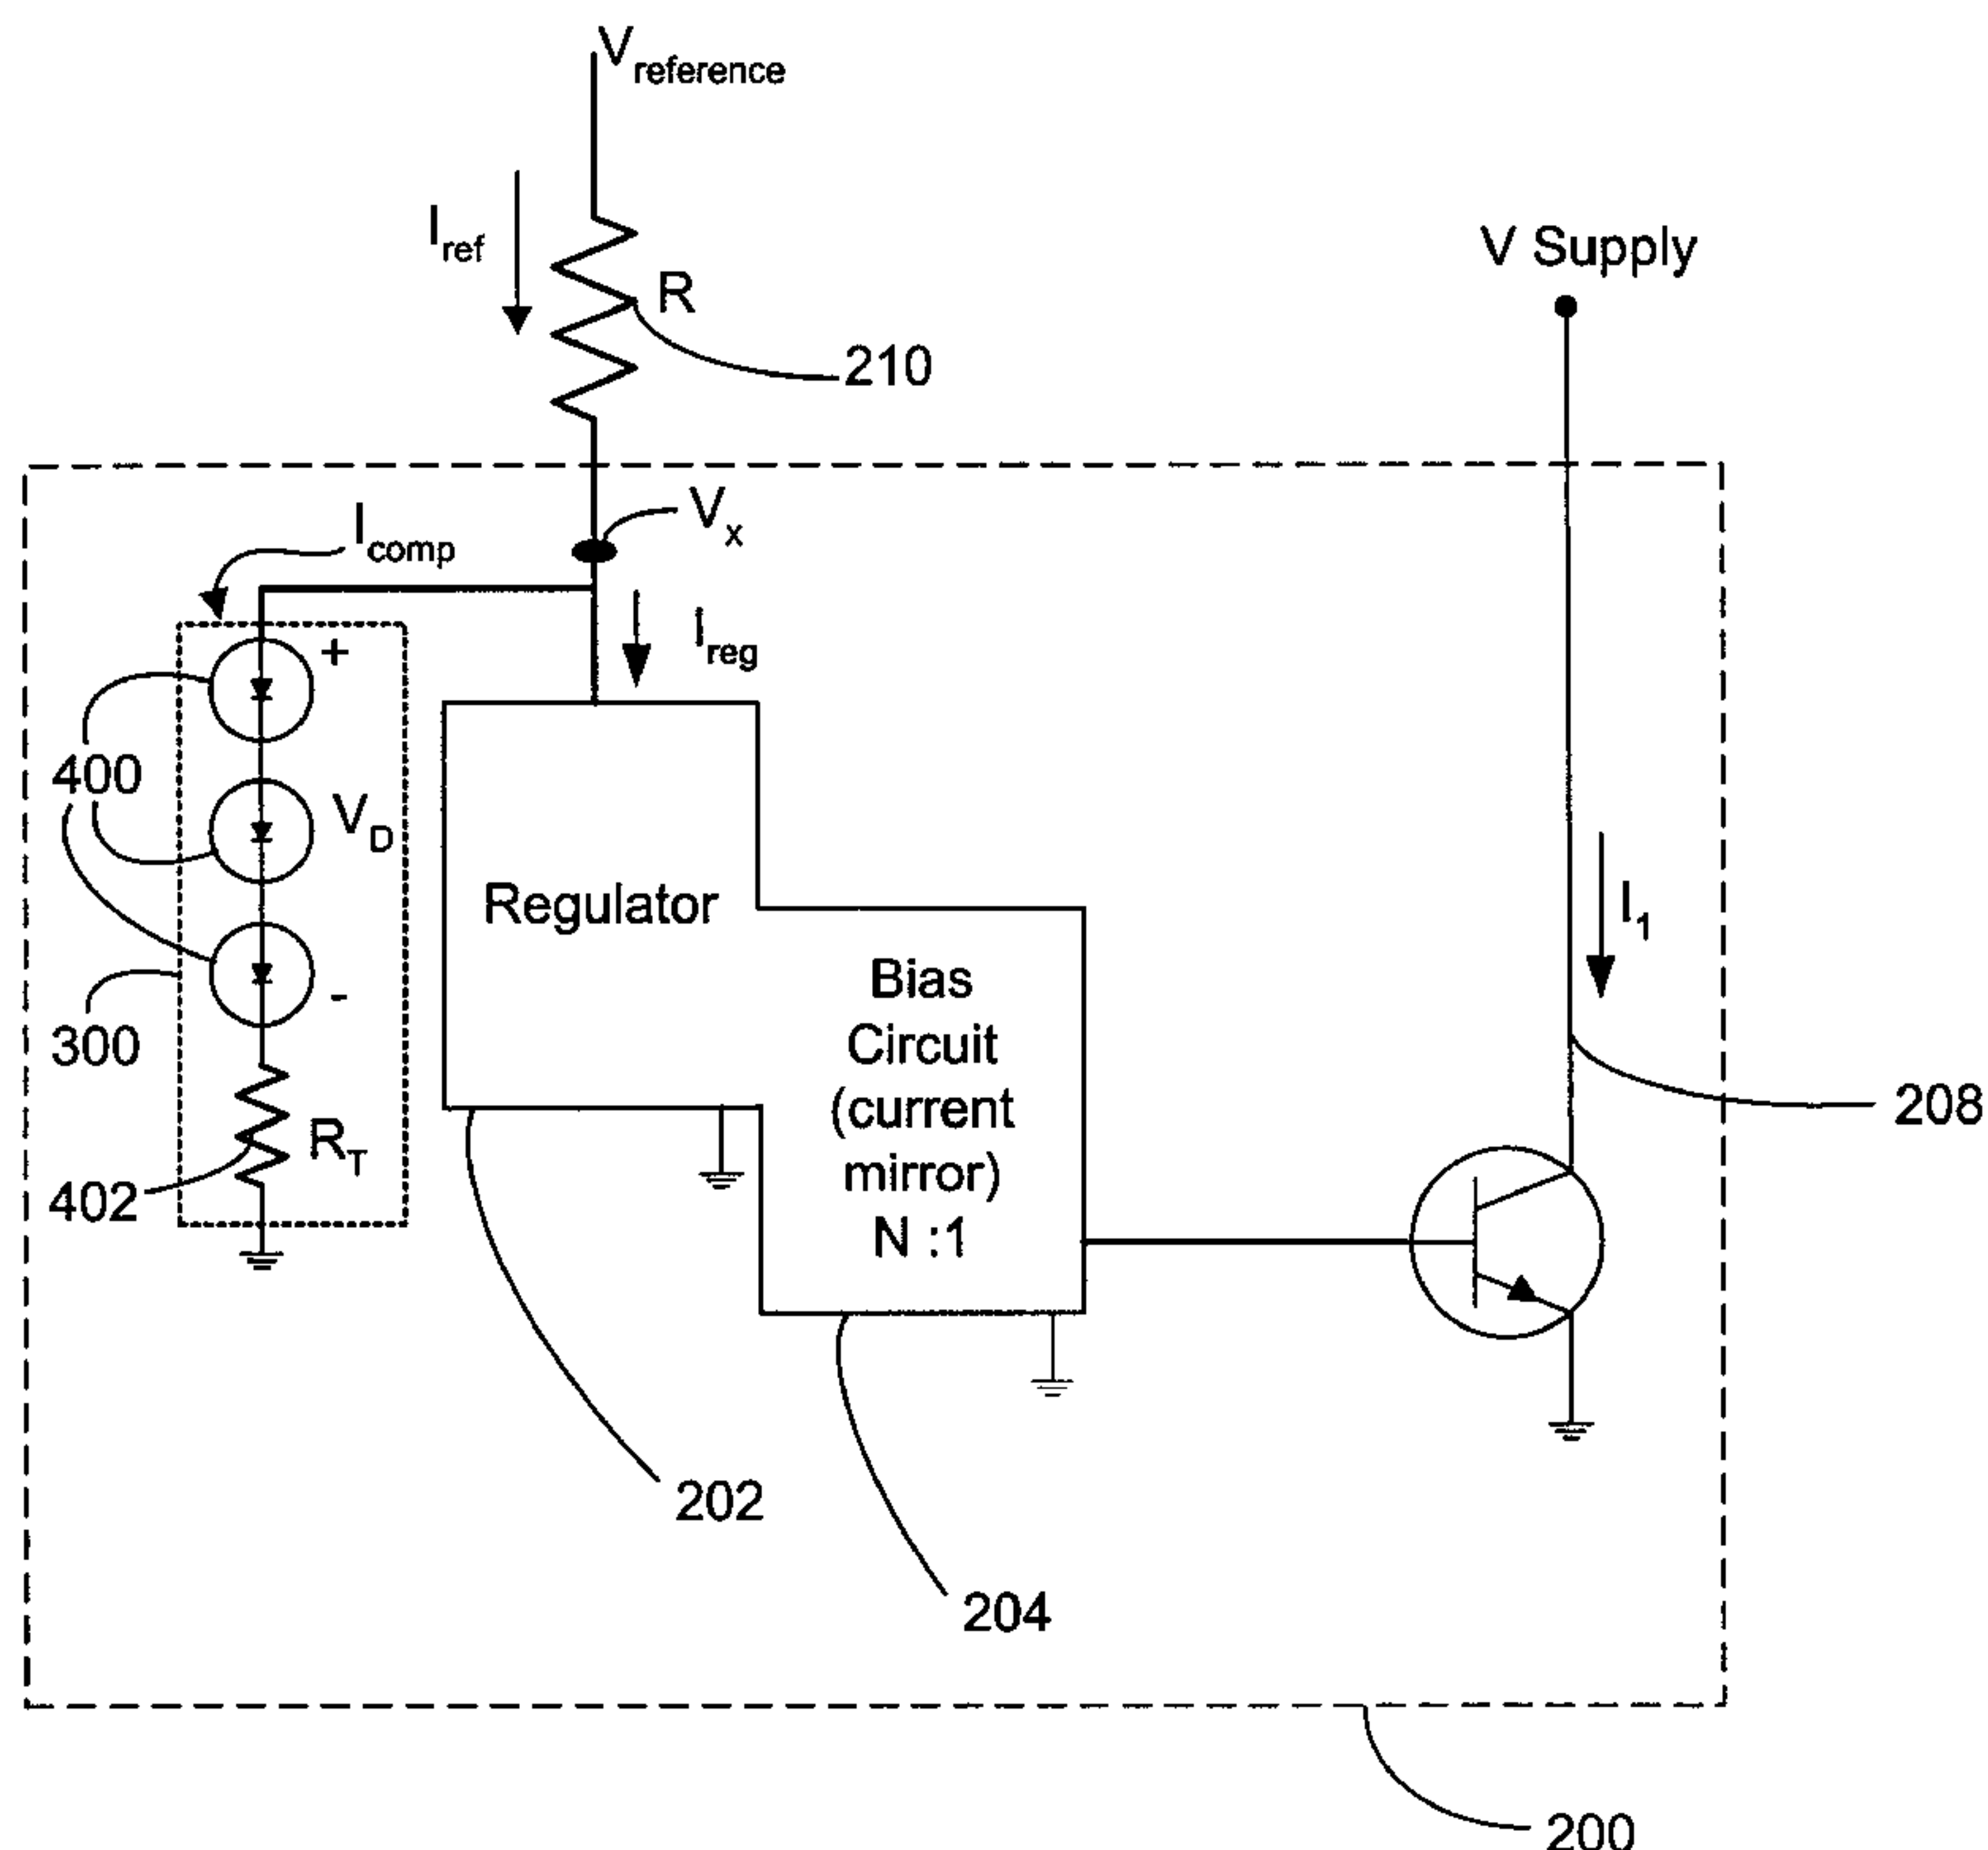 Vreference
Iref
R
210
V Supply
Vx
Icomp
Ireg
+
400
VD
-
300
RT
402
Regulator
Bias
Circuit
(current
mirror)
N :1
I1
208
202
204
200